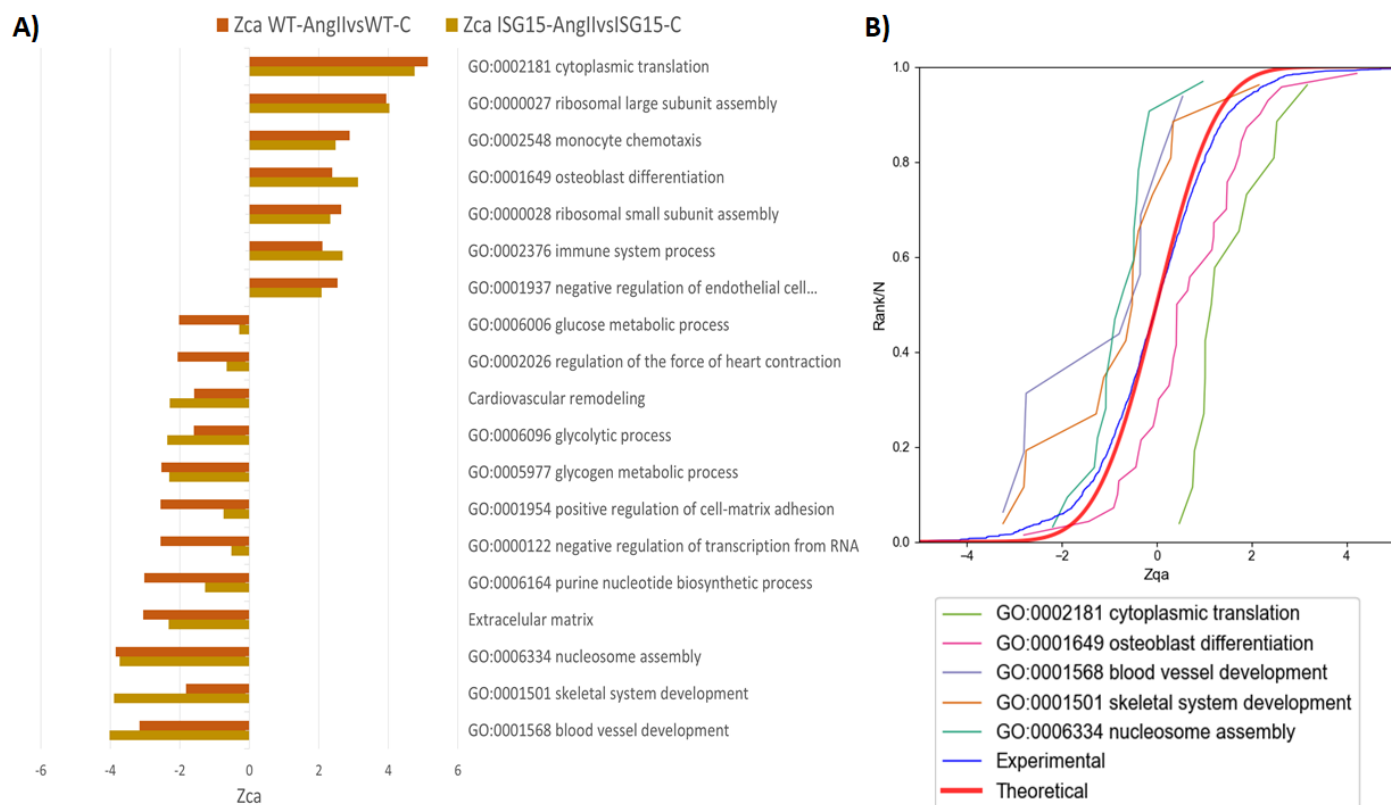 A)
Zca WT-AngIIvsWT-C Zca ISG15-AngIIvsISG15-C
GO:0002181 cytoplasmic translation
GO:0000027 ribosomal large subunit assembly
GO:0002548 monocyte chemotaxis
GO:0001649 osteoblast differentiation
GO:0000028 ribosomal small subunit assembly
GO:0002376 immune system process
GO:0001937 negative regulation of endothelial cell...
GO:0006006 glucose metabolic process
GO:0002026 regulation of the force of heart contraction
Cardiovascular remodeling
GO:0006096 glycolytic process
GO:0005977 glycogen metabolic process
GO:0001954 positive regulation of cell-matrix adhesion
GO:0000122 negative regulation of transcription from RNA
GO:0006164 purine nucleotide biosynthetic process
Extracelular matrix
GO:0006334 nucleosome assembly
GO:0001501 skeletal system development
GO:0001568 blood vessel development
-6 -4 -2 0 2 4 6
Zca
B)
1.0
0.8
0.6
0.4
0.2
0.0
Rank/N
-4 -2 0 2 4
Zqa
GO:0002181 cytoplasmic translation
GO:0001649 osteoblast differentiation
GO:0001568 blood vessel development
GO:0001501 skeletal system development
GO:0006334 nucleosome assembly
Experimental
Theoretical